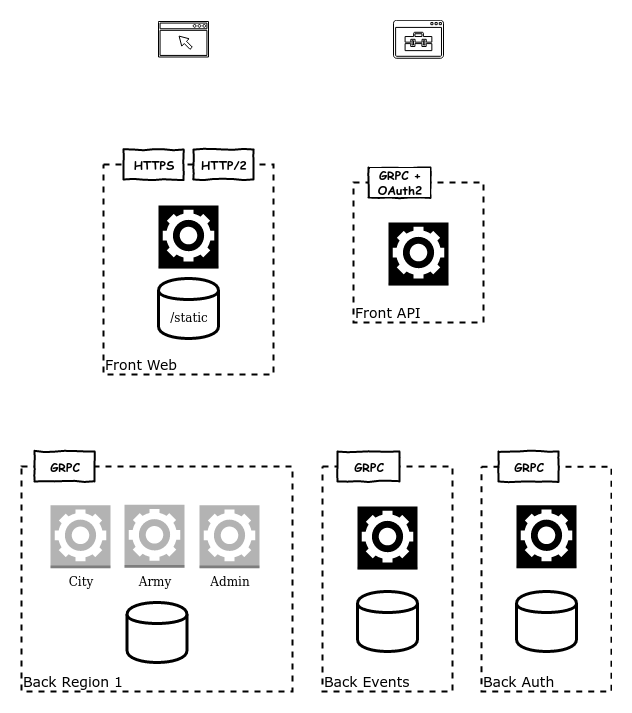 HTTPS
HTTP/2
GRPC +
OAuth2
/static
Front API
Front Web
GRPC
GRPC
GRPC
City
Army
Admin
Back Region 1
Back Events
Back Auth